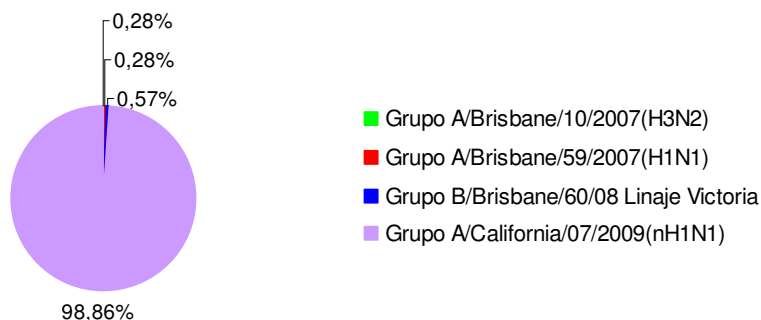 0,28%
0,28%
0,57%
98,86%
Grupo A/Brisbane/10/2007(H3N2)
Grupo A/Brisbane/59/2007(H1N1)
Grupo B/Brisbane/60/08 Linaje Victoria
Grupo A/California/07/2009(nH1N1)